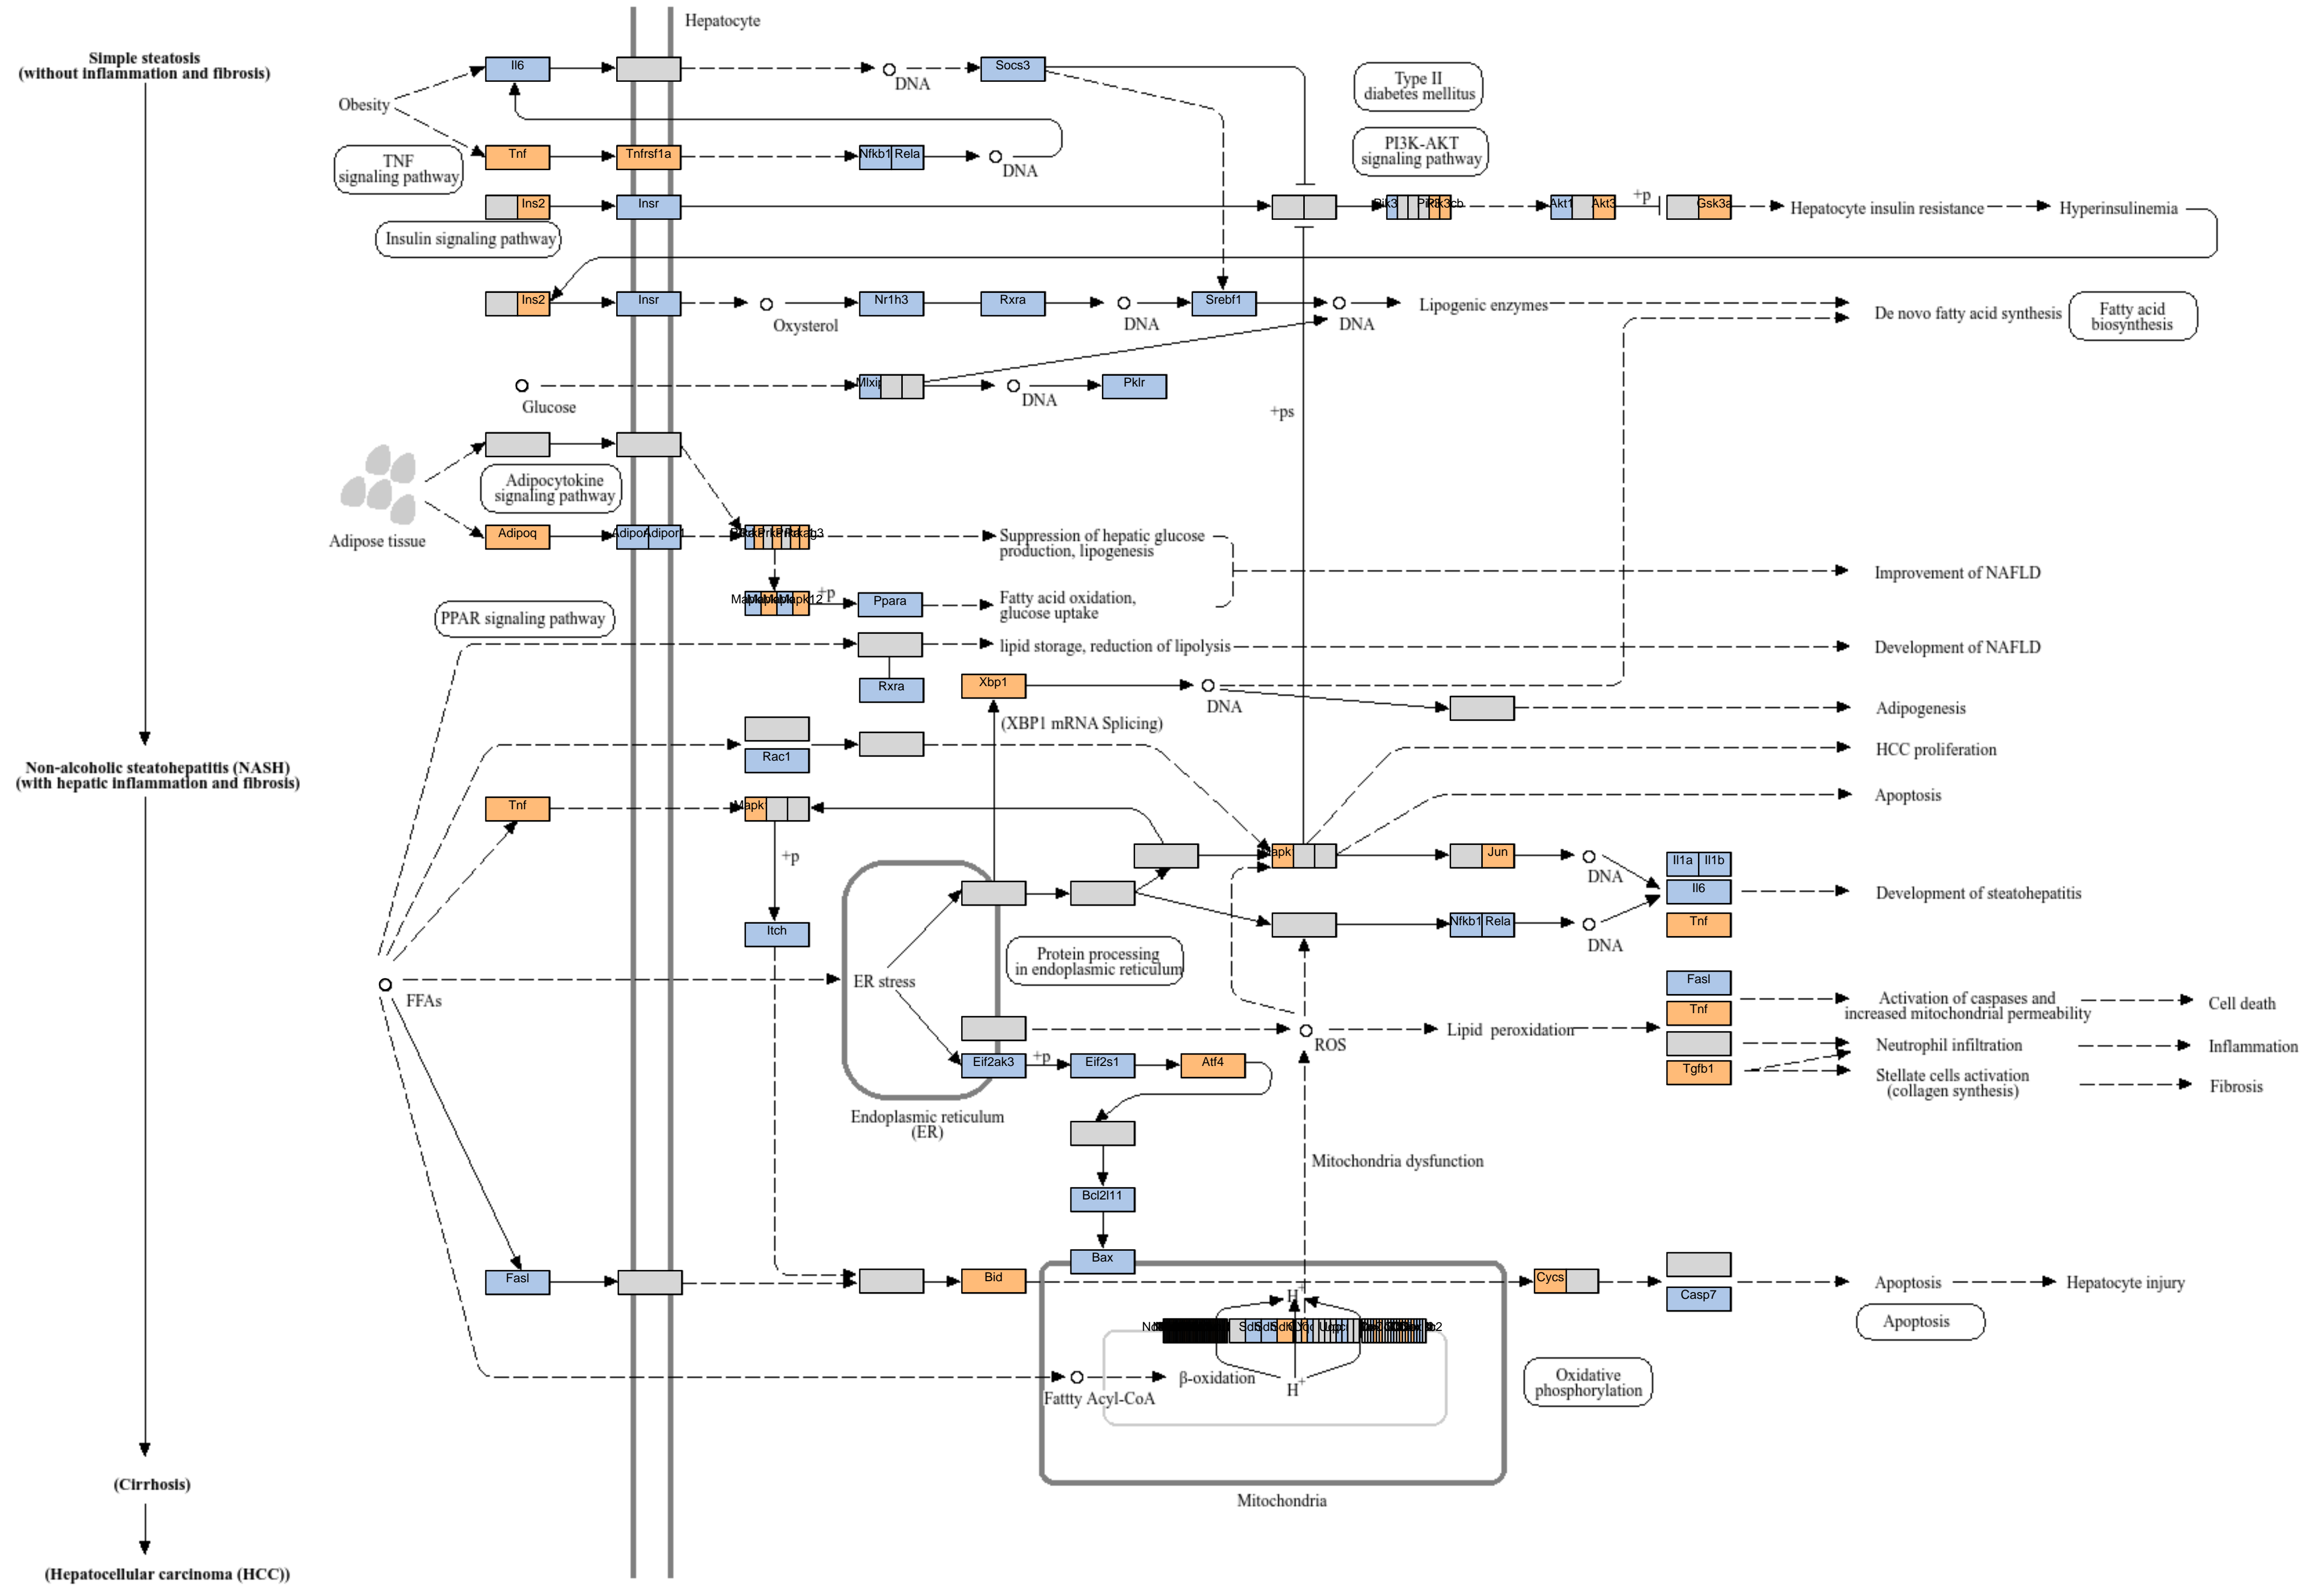 Hepatocyte
Simple steatosis
(without inflammation and fibrosis)
Il6
Socs3
DNA
Type II
diabetes mellitus
Obesity
TNF
signaling pathway
Tnf
Tnfrsf1a
Nfkb1
Rela
DNA
PI3K-AKT
signaling pathway
Ins2
Insr
Akt1
Akt3
+p
Gsk3a
Hepatocyte insulin resistance
Hyperinsulinemia
Insulin signaling pathway
Ins2
Insr
Oxysterol
Nr1h3
Rxra
DNA
Srebf1
DNA
Lipogenic enzymes
De novo fatty acid synthesis
Fatty acid
biosynthesis
Glucose
DNA
Pklr
+ps
Adipocytokine
signaling pathway
Adipose tissue
Adipoq
Suppression of hepatic glucose
production, lipogenesis
Improvement of NAFLD
+p
Ppara
Fatty acid oxidation,
glucose uptake
PPAR signaling pathway
lipid storage, reduction of lipolysis
Development of NAFLD
Rxra
Xbp1
DNA
Adipogenesis
(XBP1 mRNA Splicing)
Rac1
HCC proliferation
Non-alcoholic steatohepatitis (NASH)
(with hepatic inflammation and fibrosis)
Tnf
Apoptosis
+p
Jun
DNA
Il1a
Il1b
Il6
Tnf
Development of steatohepatitis
Itch
Nfkb1
Rela
DNA
Protein processing
in endoplasmic reticulum
ER stress
FFAs
Fasl
Tnf
Activation of caspases and
increased mitochondrial permeability
Cell death
ROS
Lipid peroxidation
Neutrophil infiltration
Inflammation
Eif2ak3
+p
Eif2s1
Atf4
Tgfb1
Stellate cells activation
(collagen synthesis)
Fibrosis
Endoplasmic reticulum
(ER)
Mitochondria dysfunction
Bcl2l11
Bax
Fasl
Bid
Cycs
Casp7
Apoptosis
Hepatocyte injury
Apoptosis
H+
β-oxidation
H+
Fattty Acyl-CoA
Oxidative
phosphorylation
Mitochondria
(Cirrhosis)
(Hepatocellular carcinoma (HCC))